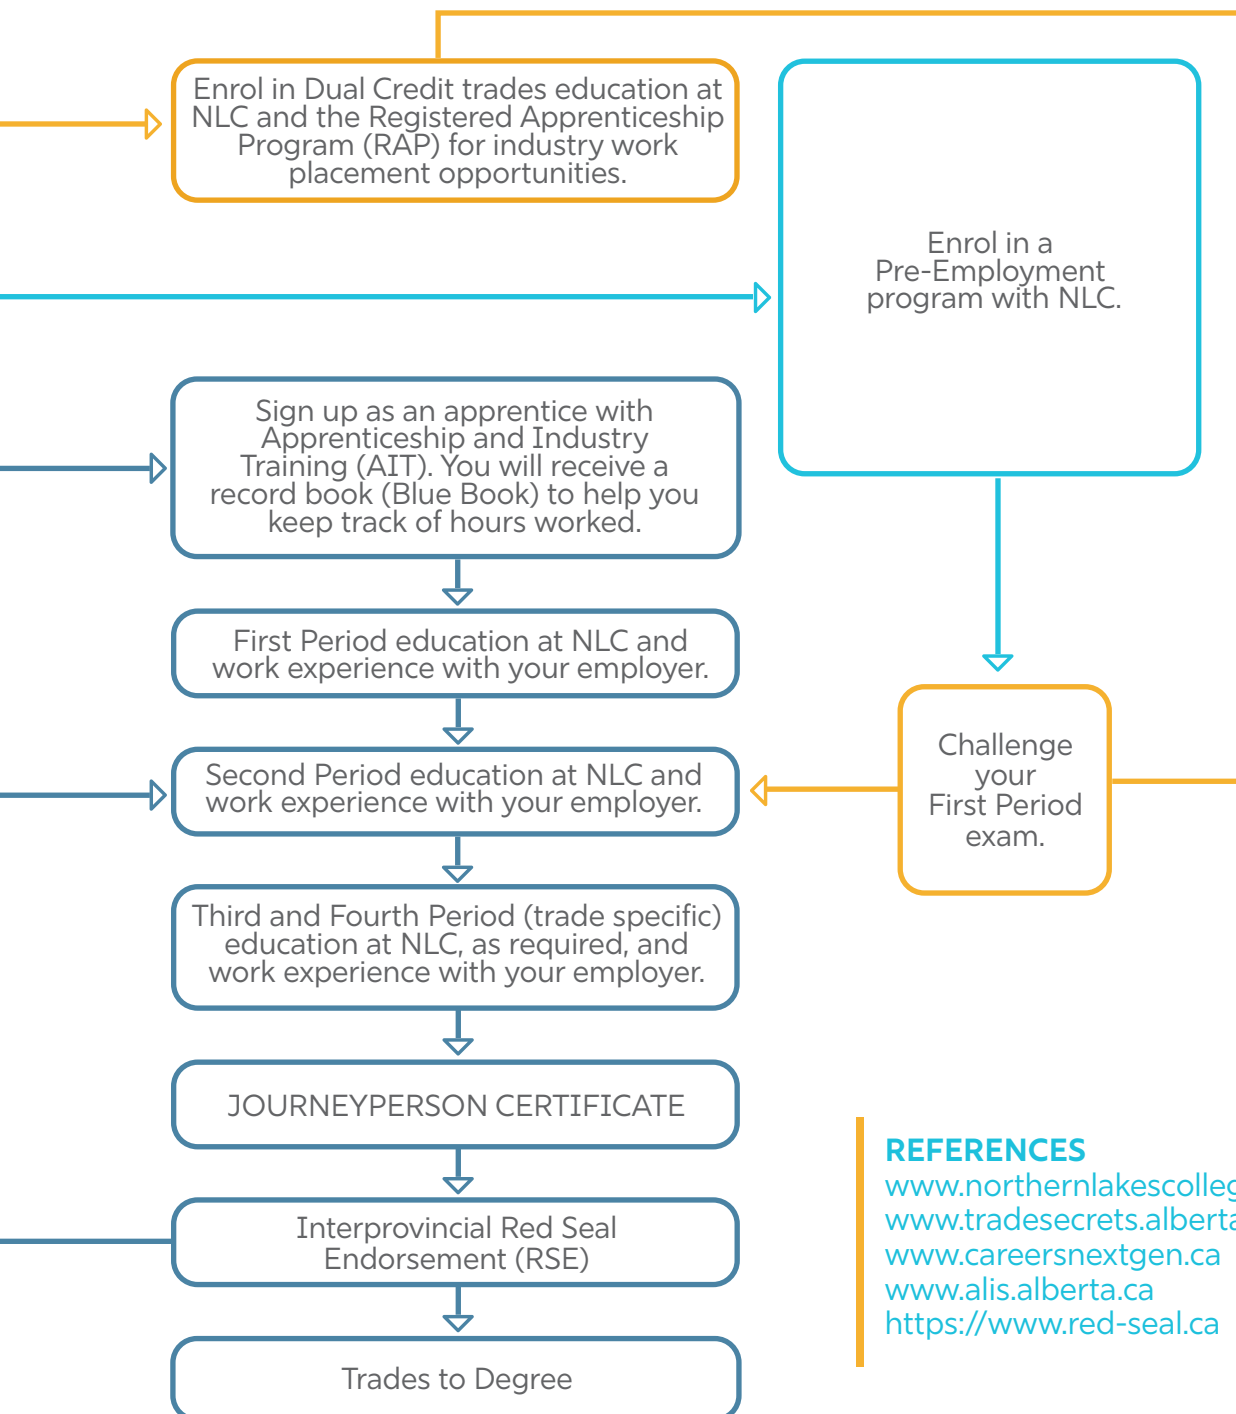 Enrol in Dual Credit trades education at
NLC and the Registered Apprenticeship
Program (RAP) for industry work
placement opportunities.
Enrol in a
Pre-Employment
program with NLC.
Sign up as an apprentice with
Apprenticeship and Industry
Training (AIT). You will receive a
record book (Blue Book) to help you
keep track of hours worked.
First Period education at NLC and
work experience with your employer.
Second Period education at NLC and
work experience with your employer.
Challenge
your
First Period
exam.
Third and Fourth Period (trade specific)
education at NLC, as required, and
work experience with your employer.
JOURNEYPERSON CERTIFICATE
Interprovincial Red Seal
Endorsement (RSE)
Trades to Degree
REFERENCES
www.northernlakescolleg
www.tradesecrets.alberta
www.careersnextgen.ca
www.alis.alberta.ca
https://www.red-seal.ca